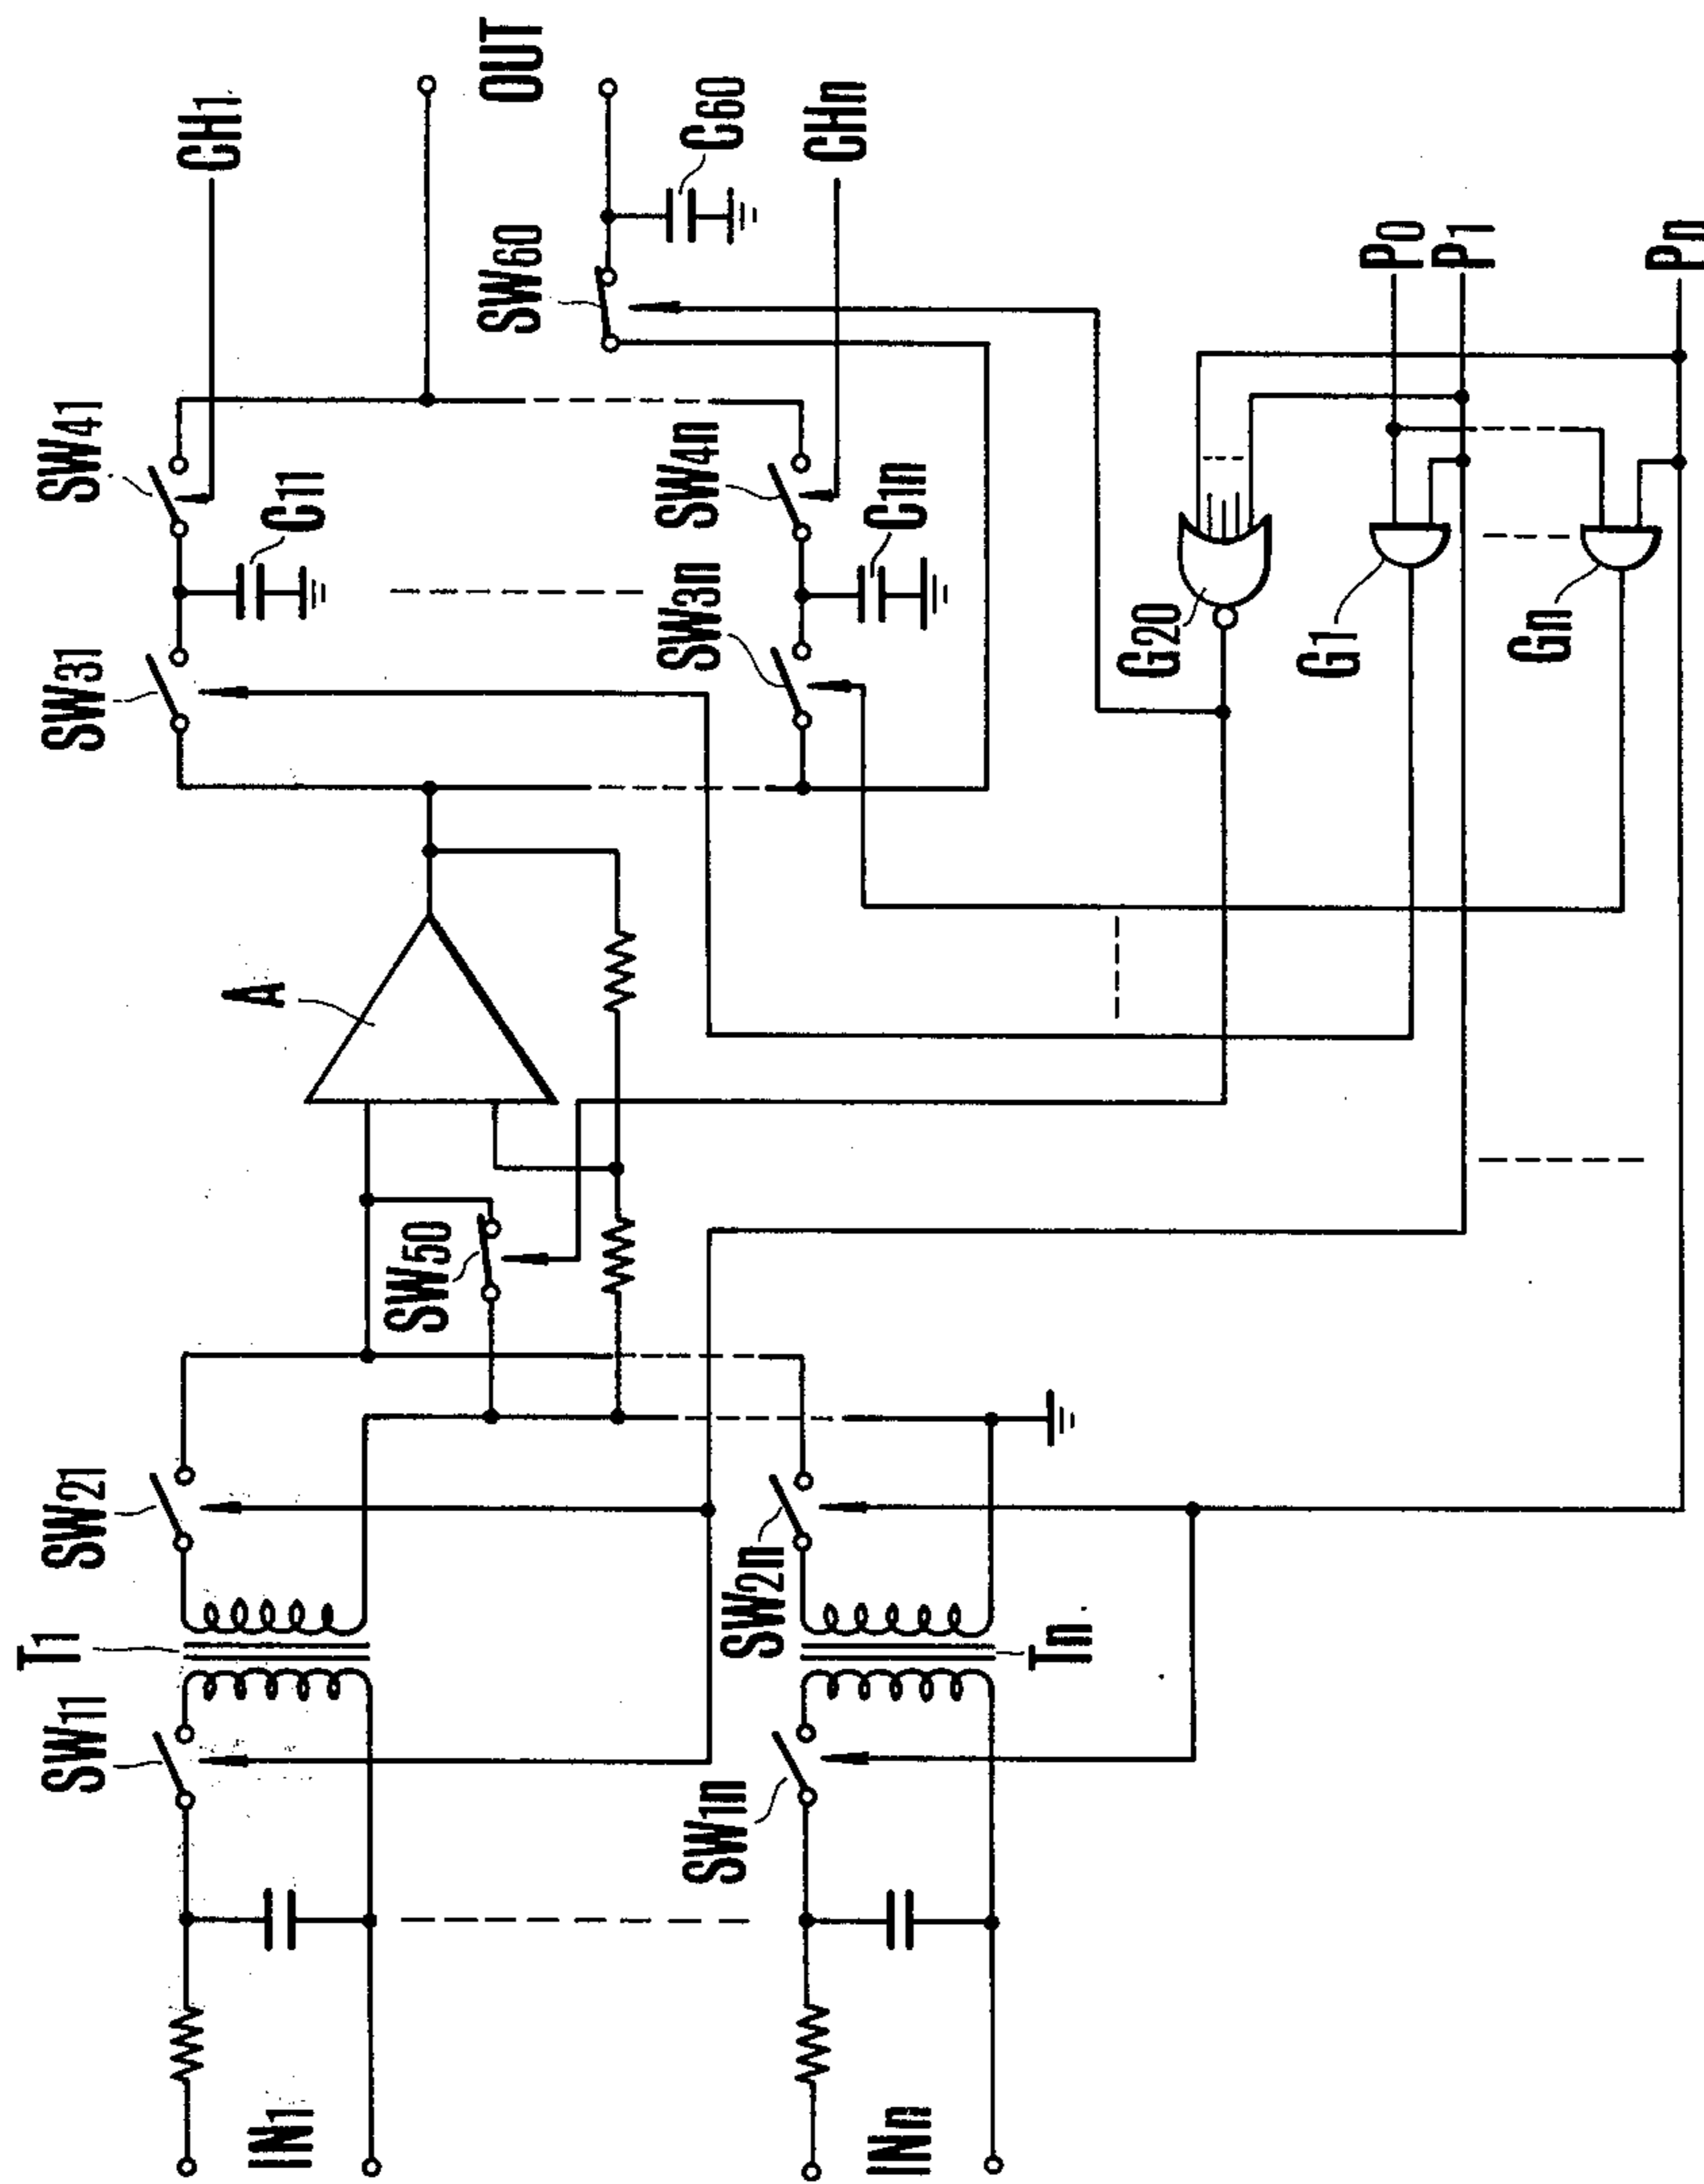 IN1
SW11
T1
SW21
SW50
A
SW31
C11
SW41
CH1
OUT
SW60
C60
INn
SW1n
Tn
SW2n
SW3n
C1n
SW4n
CHn
G20
G1
Gn
P0
P1
Pn